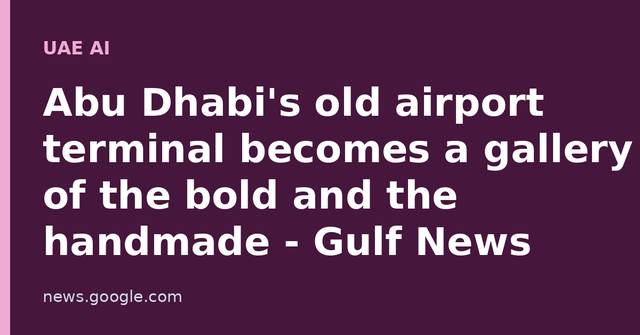 UAE AI
Abu Dhabi's old airport
terminal becomes a gallery
of the bold and the
handmade - Gulf News
news.google.com